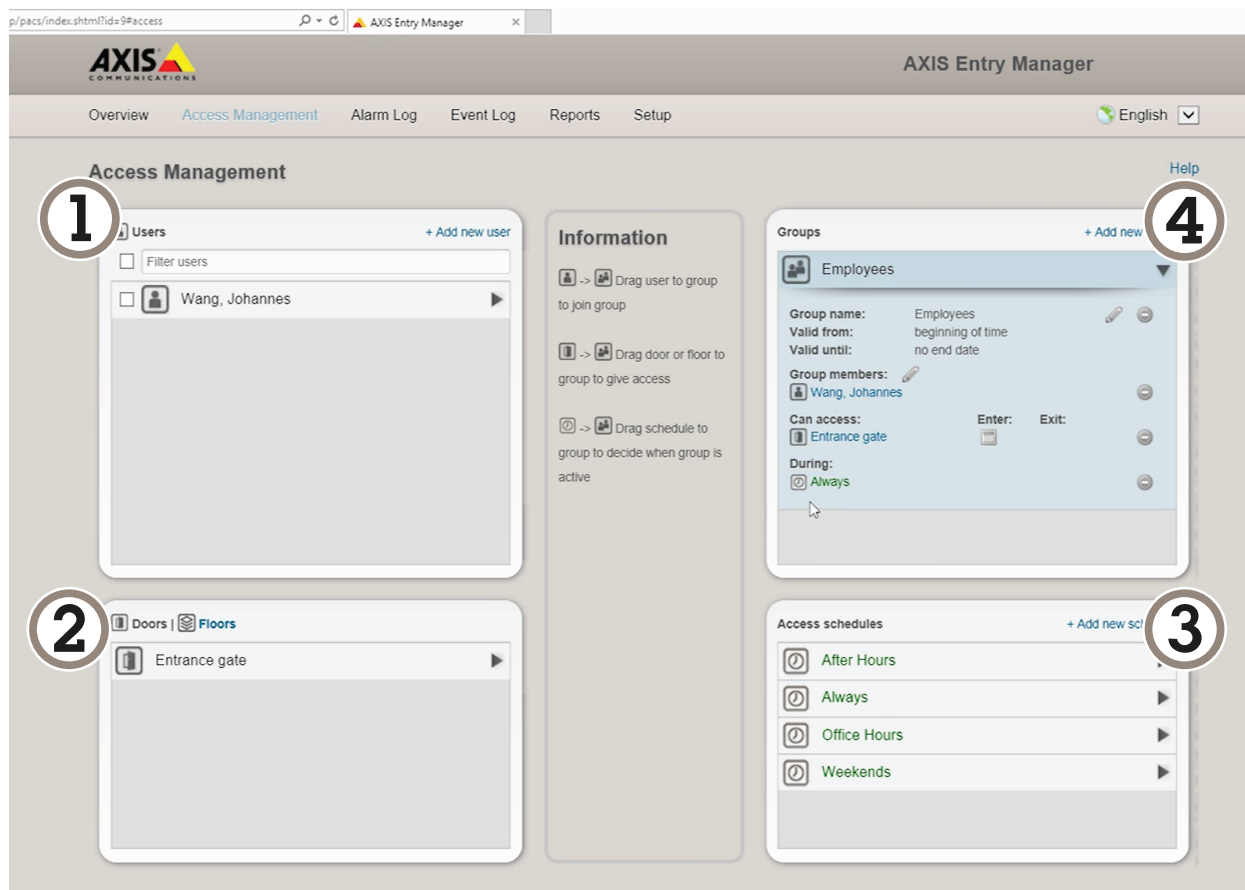 p/pacs/index.shtml?id=9#access
AXIS Entry Manager
AXIS
COMMUNICATIONS
AXIS Entry Manager
Overview Access Management Alarm Log Event Log Reports Setup
English
Access Management
Help
1
Users
+ Add new user
Filter users
Wang, Johannes
Information
-> Drag user to group
to join group
-> Drag door or floor to
group to give access
-> Drag schedule to
group to decide when group is
active
4
Groups
+ Add new
Employees
Group name: Employees
Valid from: beginning of time
Valid until: no end date
Group members:
Wang, Johannes
Can access: Enter: Exit:
Entrance gate
During:
Always
2
Doors | Floors
Entrance gate
3
Access schedules
+ Add new sc
After Hours
Always
Office Hours
Weekends